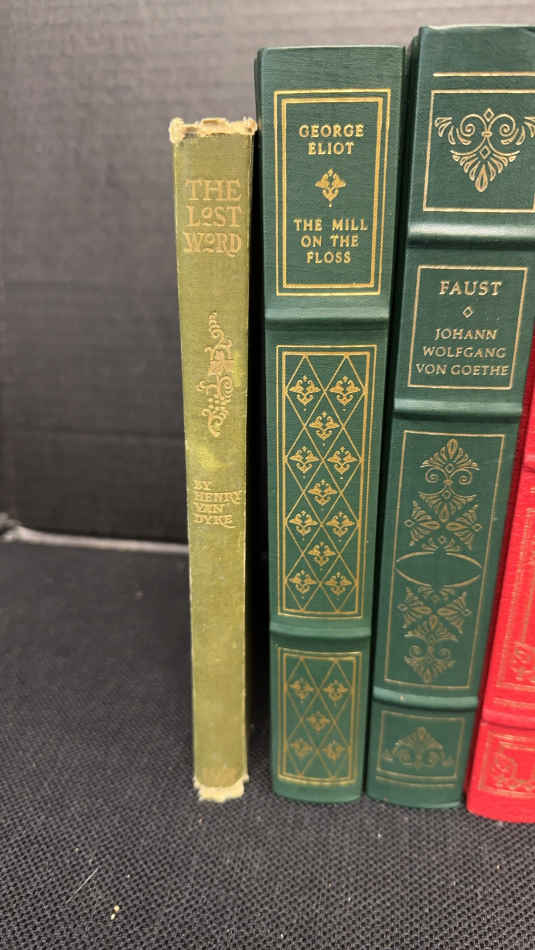 THE
LOST
WORD
BY
HENRY
VAN
DYKE
GEORGE
ELIOT
THE MILL
ON THE
FLOSS
FAUST
JOHANN
WOLFGANG
VON GOETHE